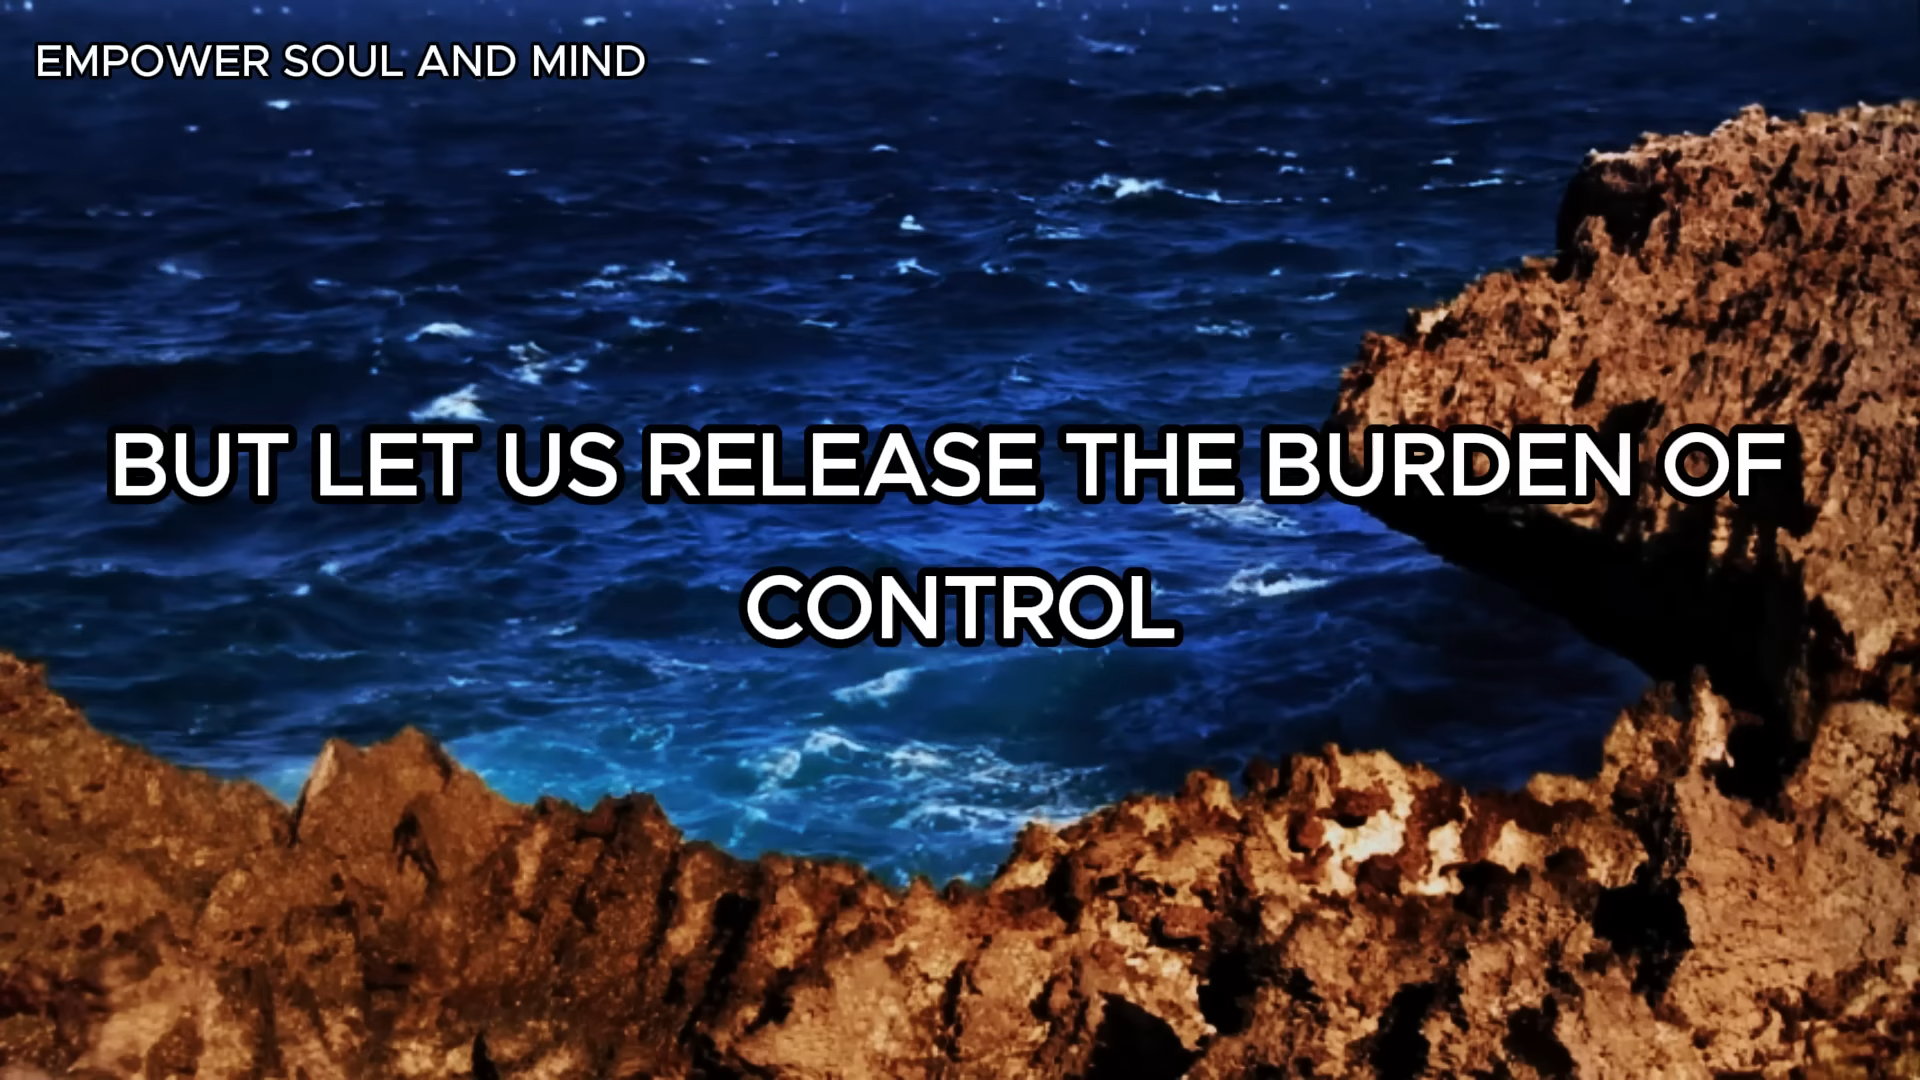 EMPOWER SOUL AND MIND
BUT LET US RELEASE THE BURDEN OF
CONTROL